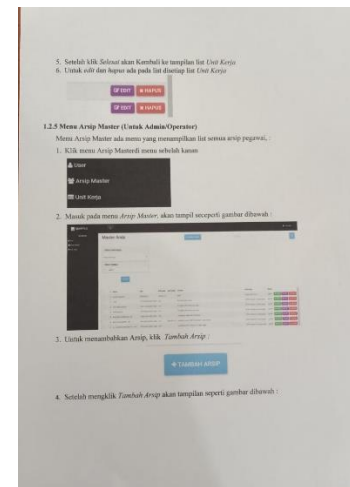 5. Setelah klik Selesai akan Kembali ke tampilan list Unit Kerja
6. Untuk edit dan hapus ada pada list disetiap list Unit Kerja
EDIT HAPUS
EDIT HAPUS
1.2.5 Menu Arsip Master (Untuk Admin/Operator)
Menu Arsip Master ada menu yang menampilkan list semua arsip pegawai, :
1. Klik menu Arsip Masterdi menu sebelah kanan
User
Arsip Master
Unit Kerja
2. Masuk pada menu Arsip Master, akan tampil secepeti gambar dibawah :
Master Arsip
3. Untuk menambahkan Arsip, klik Tambah Arsip :
+ TAMBAH ARSIP
4. Setelah mengklik Tambah Arsip akan tampilan seperti gambar dibawah :